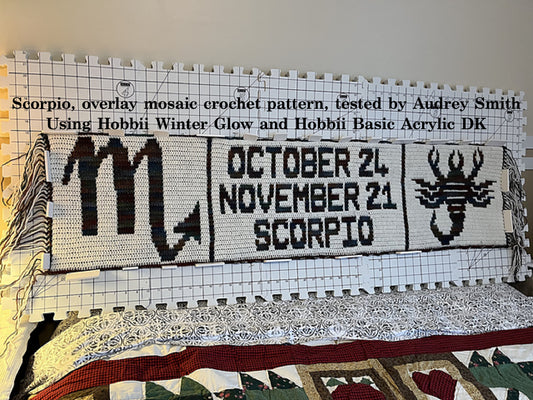 Scorpio, overlay mosaic crochet pattern, tested by Audrey Smith
Using Hobbii Winter Glow and Hobbii Basic Acrylic DK
OCTOBER 24
NOVEMBER 21
SCORPIO